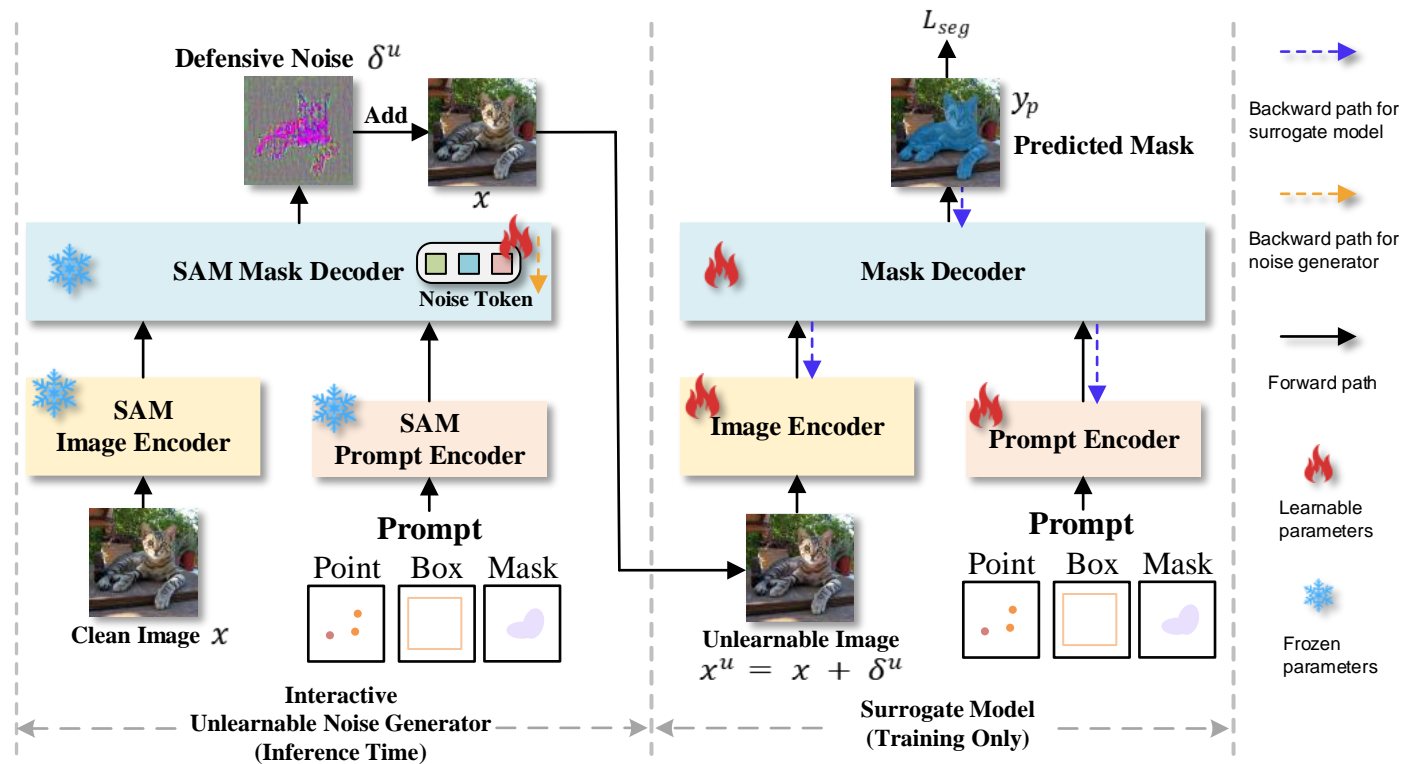 Defensive Noise δᵘ
Add
x
SAM Mask Decoder
Noise Token
SAM
Image Encoder
SAM
Prompt Encoder
Clean Image x
Prompt
Point Box Mask
Interactive
Unlearnable Noise Generator
(Inference Time)
L_seg
y_p
Predicted Mask
Mask Decoder
Image Encoder
Prompt Encoder
Unlearnable Image
xᵘ = x + δᵘ
Prompt
Point Box Mask
Surrogate Model
(Training Only)
Backward path for
surrogate model
Backward path for
noise generator
Forward path
Learnable
parameters
Frozen
parameters